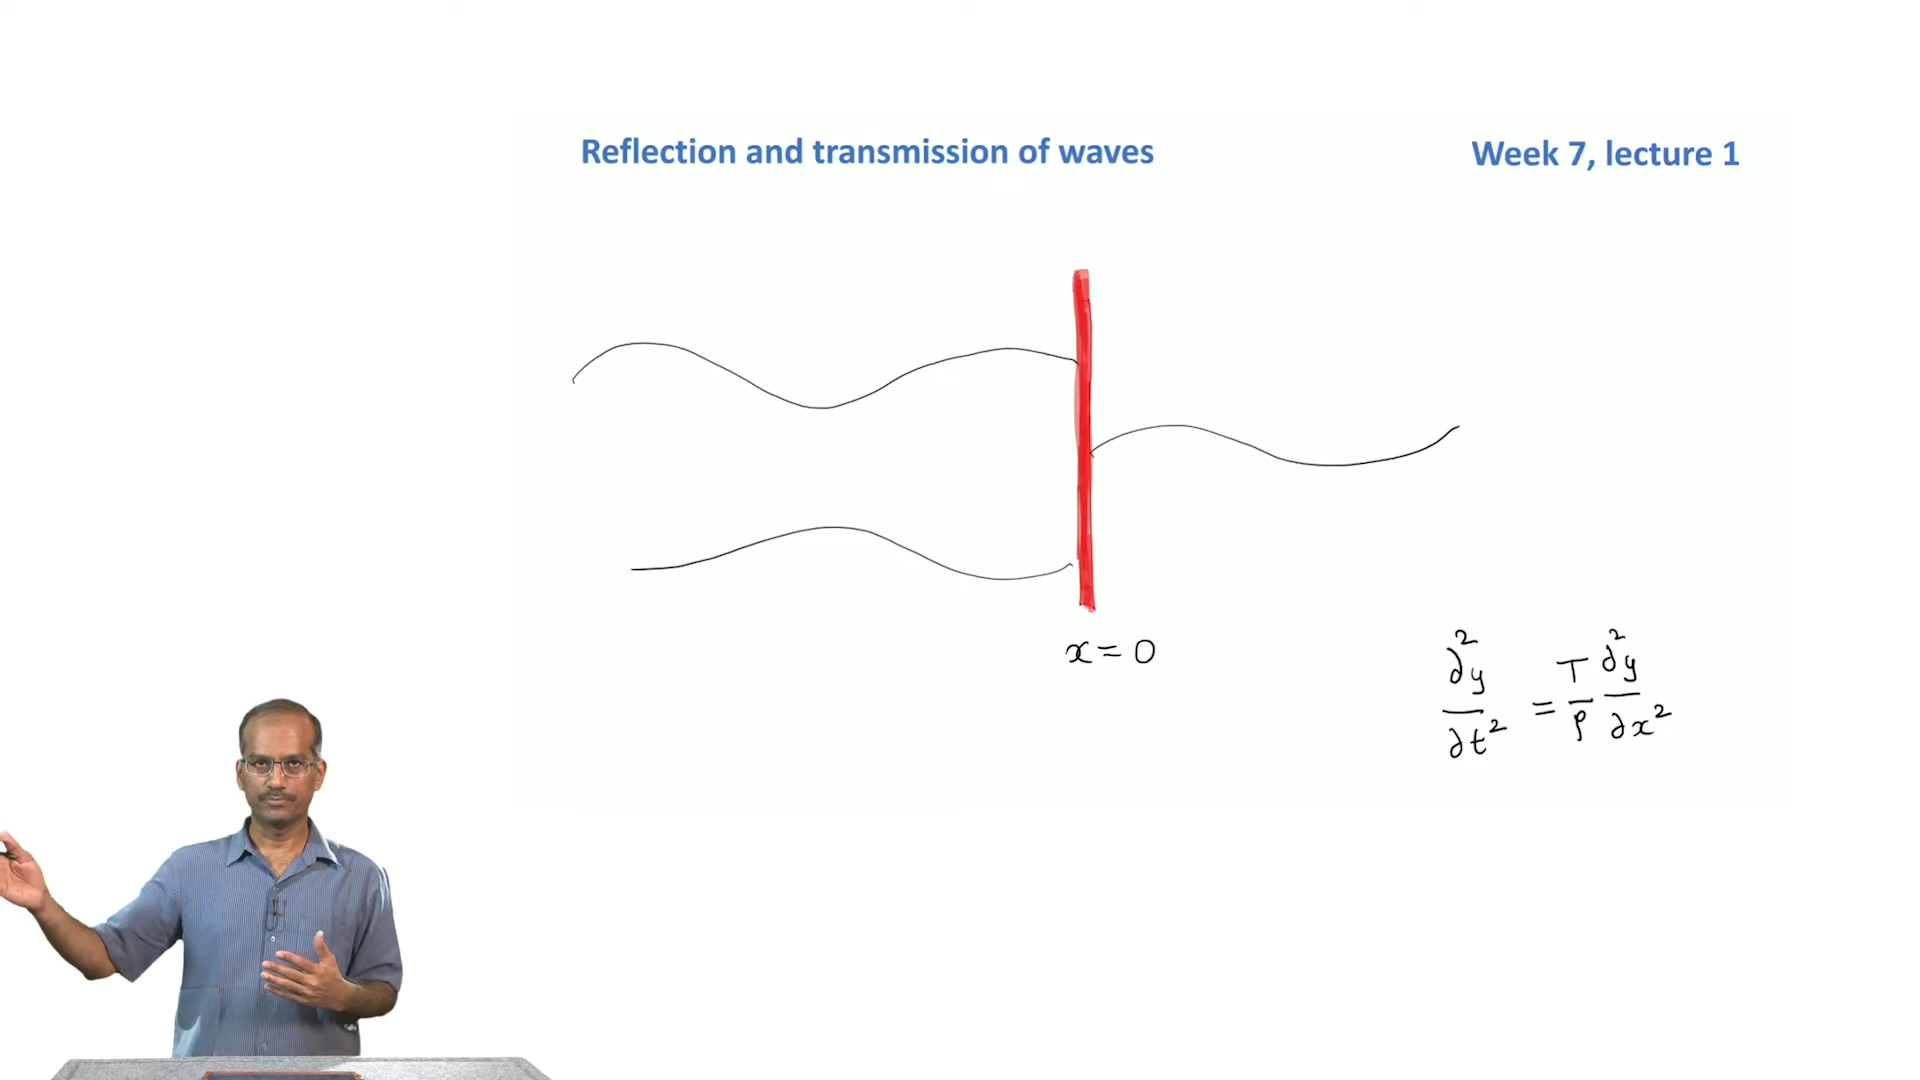 Reflection and transmission of waves
Week 7, lecture 1
x = 0
∂²y/∂t² = T/ρ ∂²y/∂x²